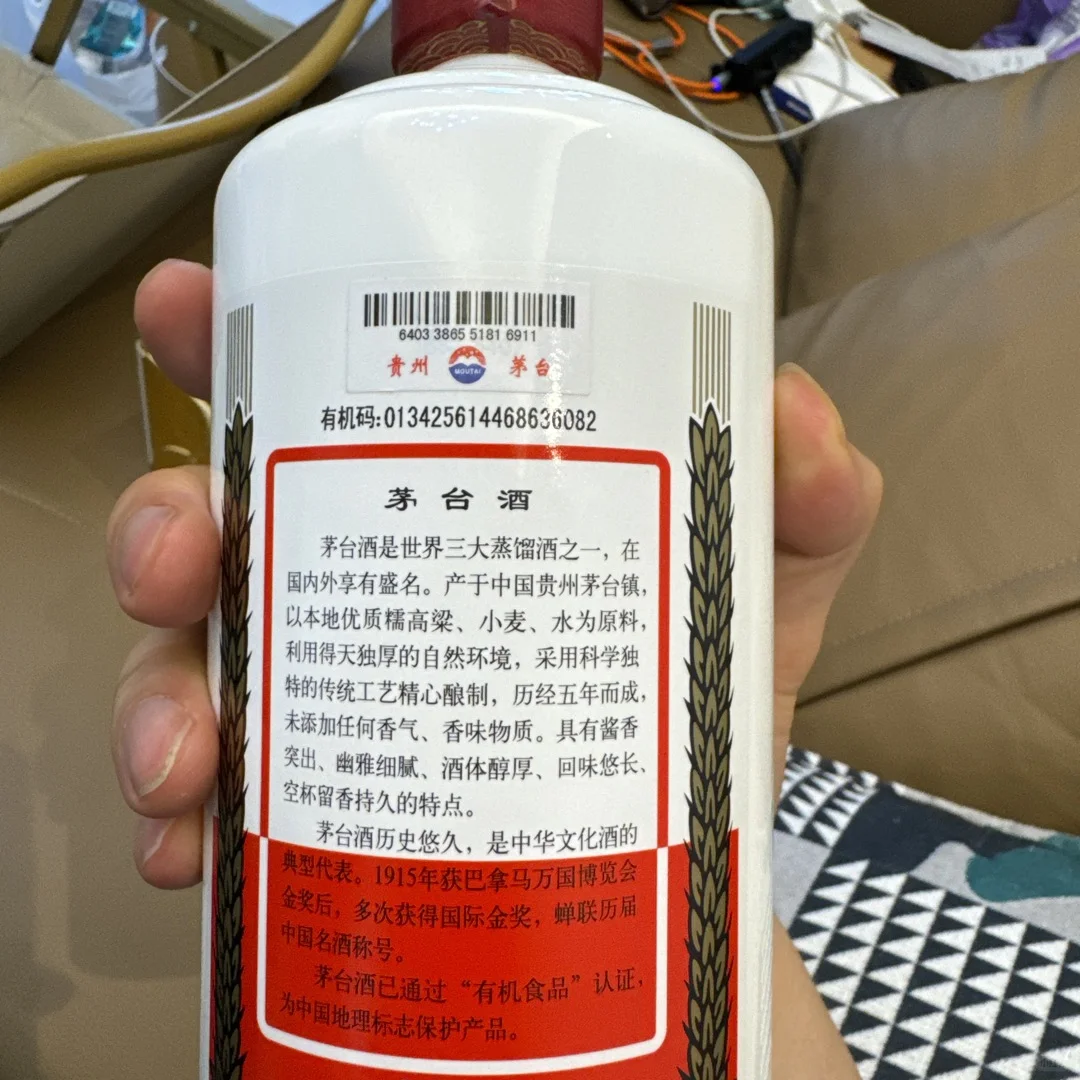 6403 3865 5181 6911
贵州 MOUTAI 茅台
有机码:013425614468636082
茅台酒
茅台酒是世界三大蒸馏酒之一，在
国内外享有盛名。产于中国贵州茅台镇，
以本地优质糯高粱、小麦、水为原料，
利用得天独厚的自然环境，采用科学独
特的传统工艺精心酿制，历经五年而成，
未添加任何香气、香味物质。具有酱香
突出、幽雅细腻、酒体醇厚、回味悠长、
空杯留香持久的特点。
茅台酒历史悠久，是中华文化酒的
典型代表。1915年获巴拿马万国博览会
金奖后，多次获得国际金奖，蝉联历届
中国名酒称号。
茅台酒已通过“有机食品”认证，
为中国地理标志保护产品。